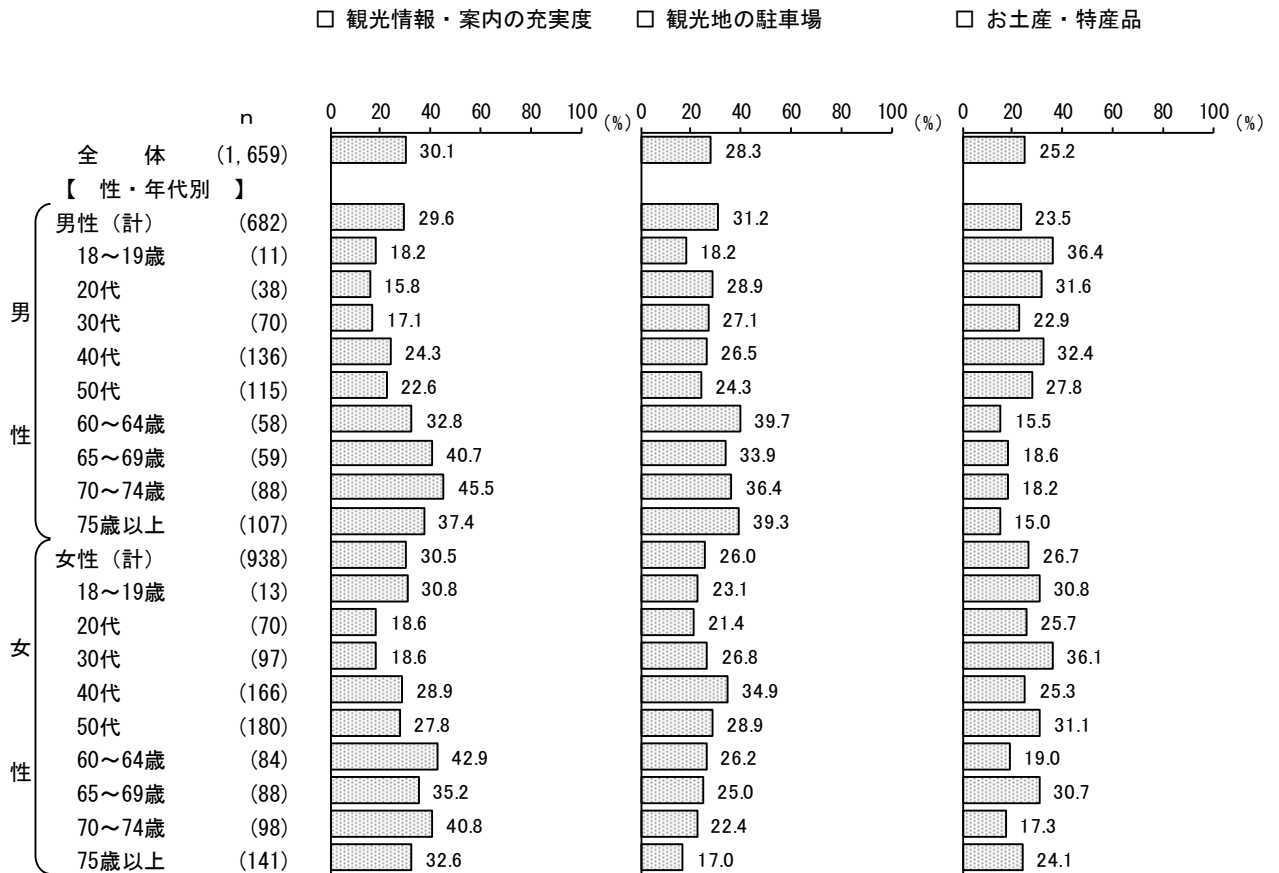 □ 観光情報・案内の充実度 □ 観光地の駐車場 □ お土産・特産品
0 20 40 60 80 100 (%) 0 20 40 60 80 100 (%) 0 20 40 60 80 100 (%)
n
全 体 (1,659) 30.1 28.3 25.2
【 性・年代別 】
男性（計） (682) 29.6 31.2 23.5
18～19歳 (11) 18.2 18.2 36.4
20代 (38) 15.8 28.9 31.6
男
30代 (70) 17.1 27.1 22.9
40代 (136) 24.3 26.5 32.4
50代 (115) 22.6 24.3 27.8
60～64歳 (58) 32.8 39.7 15.5
性
65～69歳 (59) 40.7 33.9 18.6
70～74歳 (88) 45.5 36.4 18.2
75歳以上 (107) 37.4 39.3 15.0
女性（計） (938) 30.5 26.0 26.7
18～19歳 (13) 30.8 23.1 30.8
20代 (70) 18.6 21.4 25.7
女
30代 (97) 18.6 26.8 36.1
40代 (166) 28.9 34.9 25.3
50代 (180) 27.8 28.9 31.1
60～64歳 (84) 42.9 26.2 19.0
性
65～69歳 (88) 35.2 25.0 30.7
70～74歳 (98) 40.8 22.4 17.3
75歳以上 (141) 32.6 17.0 24.1